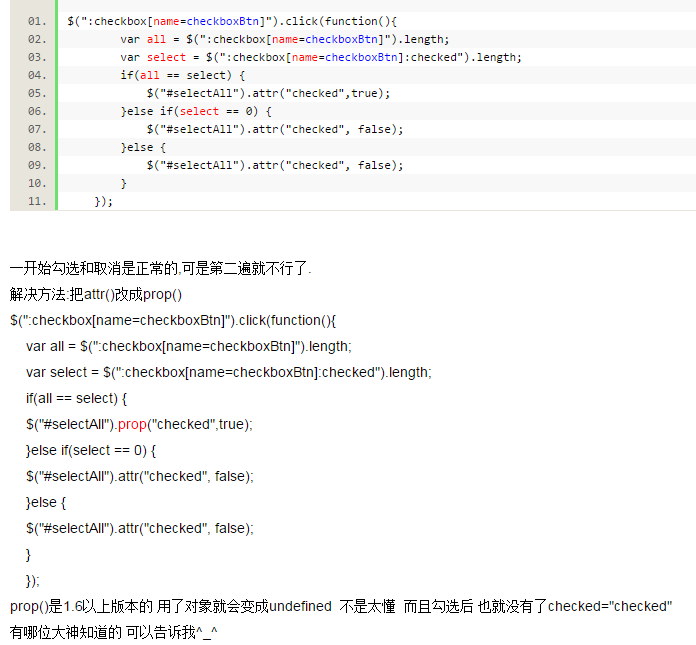 01. $(":checkbox[name=checkboxBtn]").click(function(){
02. var all = $(":checkbox[name=checkboxBtn]").length;
03. var select = $(":checkbox[name=checkboxBtn]:checked").length;
04. if(all == select) {
05. $("#selectAll").attr("checked",true);
06. }else if(select == 0) {
07. $("#selectAll").attr("checked", false);
08. }else {
09. $("#selectAll").attr("checked", false);
10. }
11. });
一开始勾选和取消是正常的,可是第二遍就不行了.
解决方法:把attr()改成prop()
$(":checkbox[name=checkboxBtn]").click(function(){
var all = $(":checkbox[name=checkboxBtn]").length;
var select = $(":checkbox[name=checkboxBtn]:checked").length;
if(all == select) {
$("#selectAll").prop("checked",true);
}else if(select == 0) {
$("#selectAll").attr("checked", false);
}else {
$("#selectAll").attr("checked", false);
}
});
prop()是1.6以上版本的 用了对象就会变成undefined 不是太懂 而且勾选后 也就没有了checked="checked"
有哪位大神知道的 可以告诉我^_^